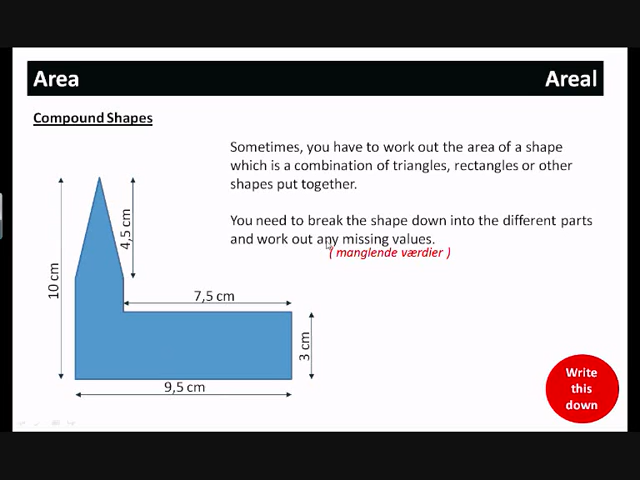 Area
Areal
Compound Shapes
Sometimes, you have to work out the area of a shape
which is a combination of triangles, rectangles or other
shapes put together.
You need to break the shape down into the different parts
and work out any missing values.
( manglende værdier )
10 cm
4,5 cm
7,5 cm
3 cm
9,5 cm
Write
this
down